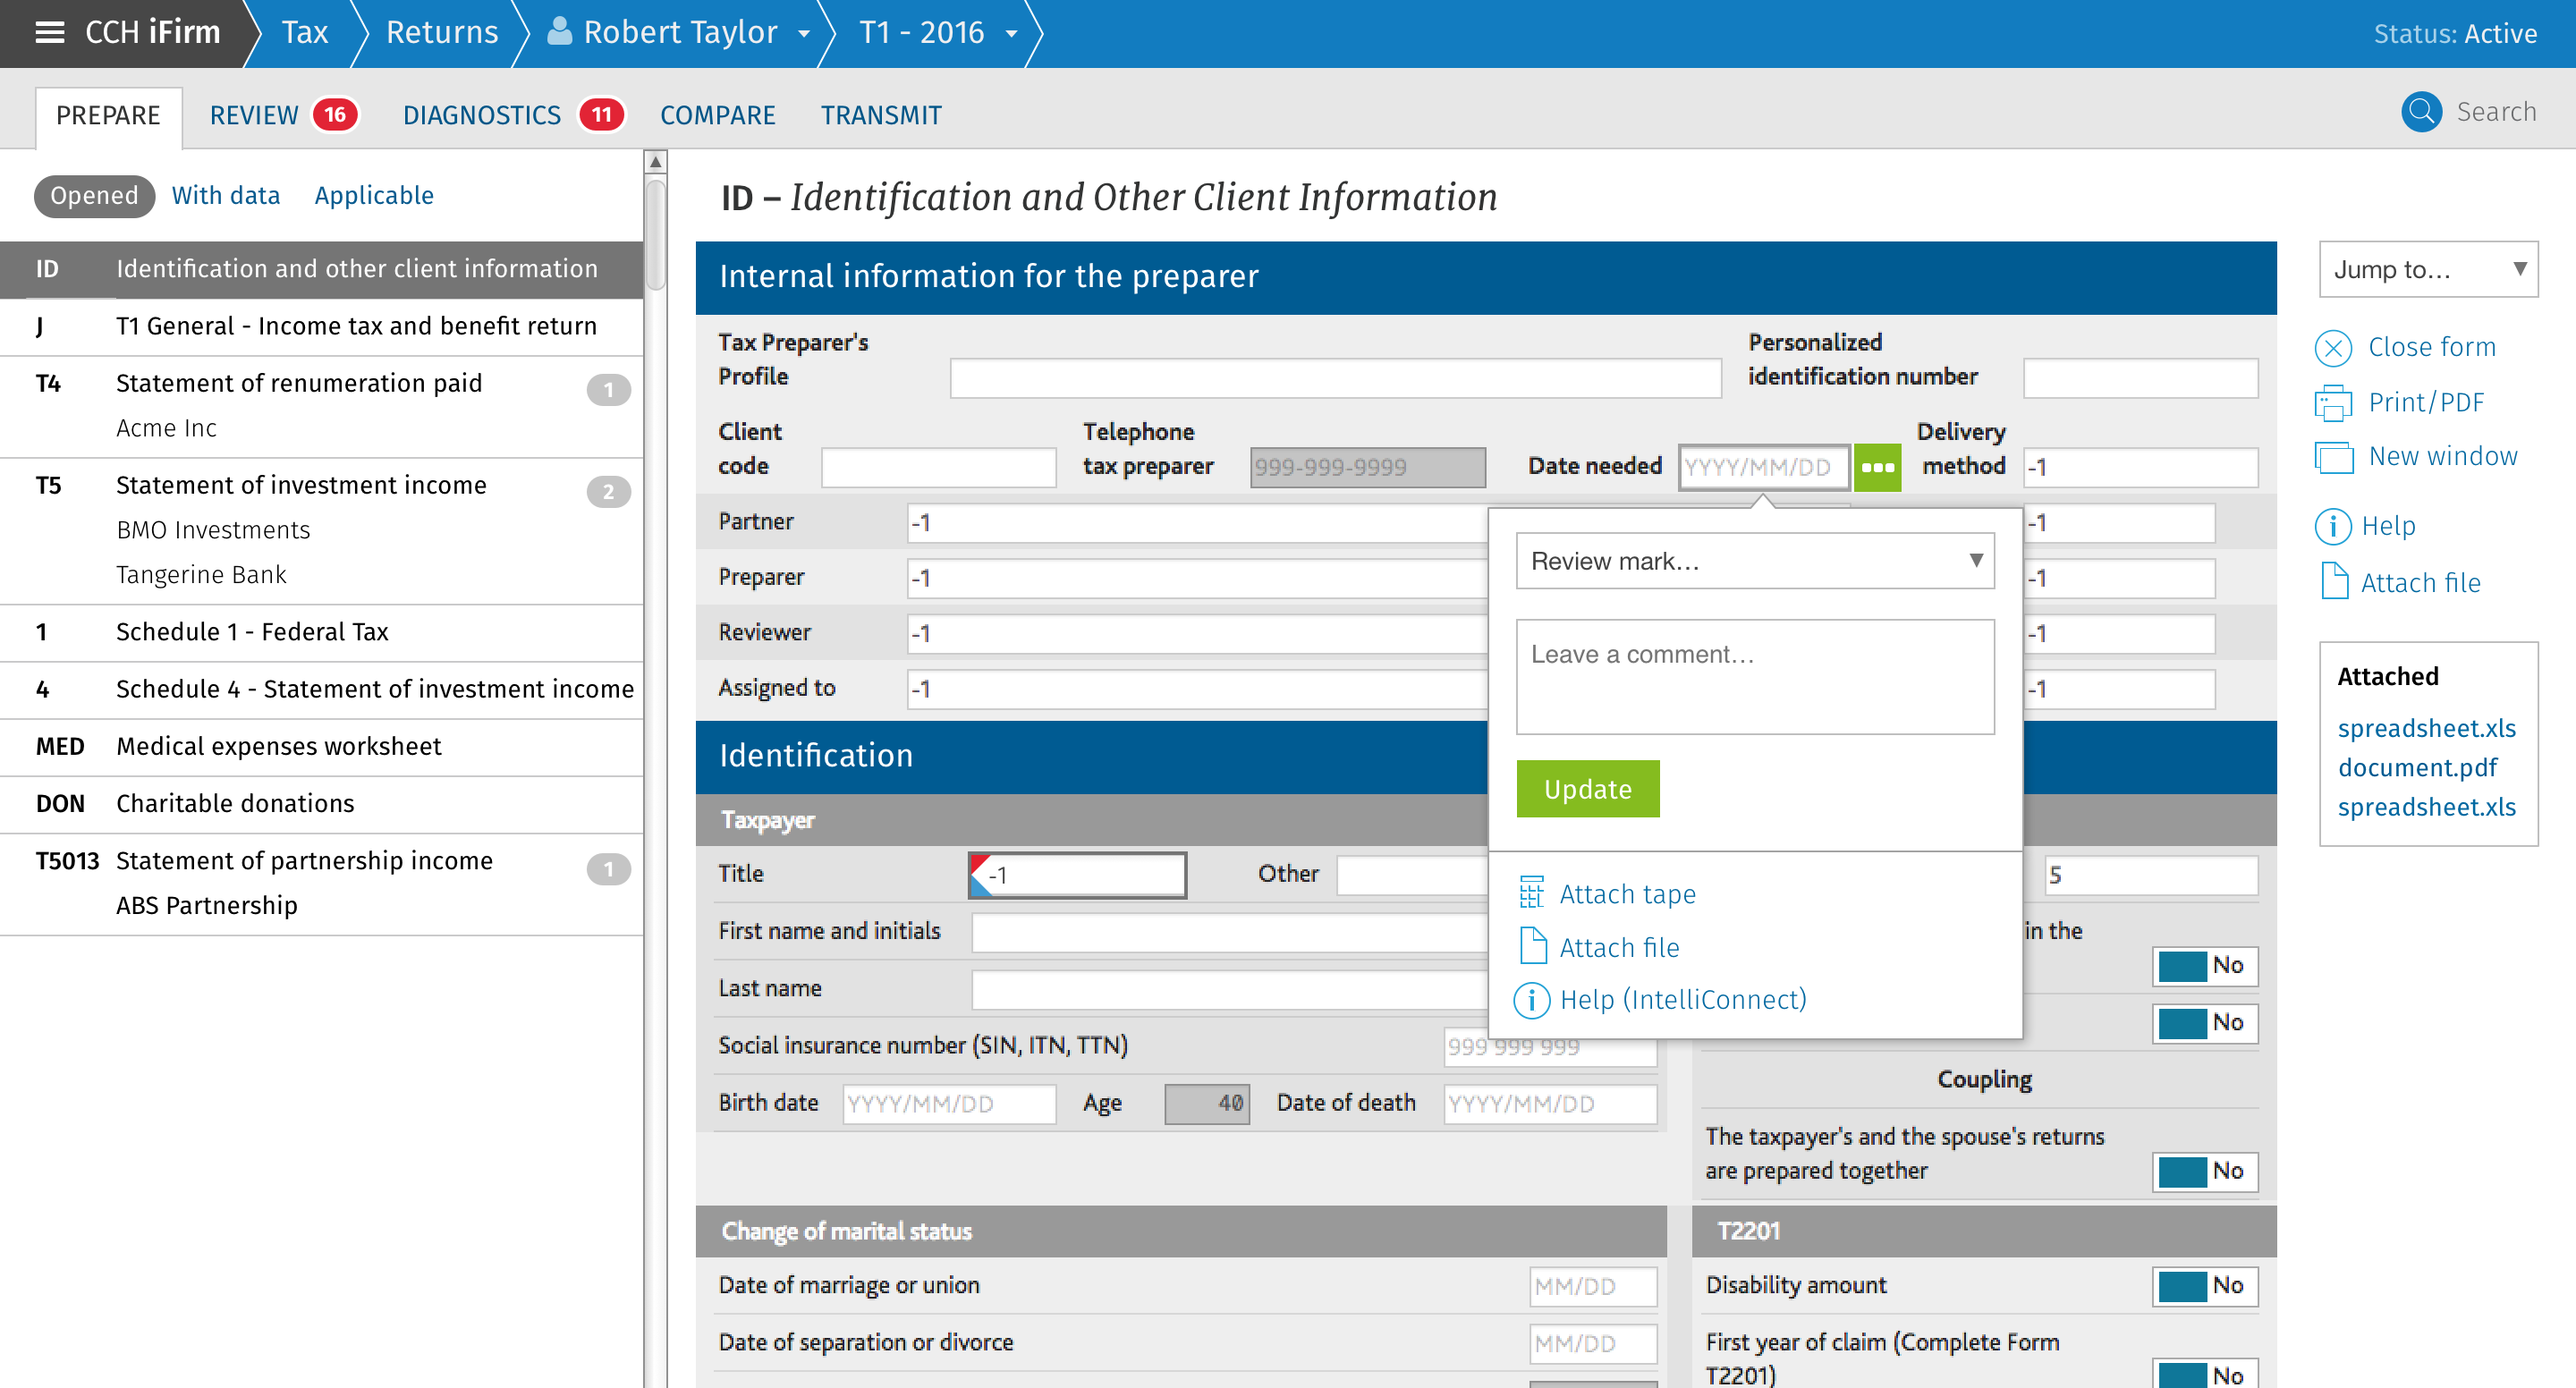 CCH iFirm
Tax
Returns
Robert Taylor
T1 - 2016
Status: Active
PREPARE
REVIEW 16
DIAGNOSTICS 11
COMPARE
TRANSMIT
Search
Opened
With data
Applicable
ID Identification and other client information
J T1 General - Income tax and benefit return
T4 Statement of renumeration paid 1
Acme Inc
T5 Statement of investment income 2
BMO Investments
Tangerine Bank
1 Schedule 1 - Federal Tax
4 Schedule 4 - Statement of investment income
MED Medical expenses worksheet
DON Charitable donations
T5013 Statement of partnership income 1
ABS Partnership
ID – Identification and Other Client Information
Internal information for the preparer
Tax Preparer's
Profile
Personalized
identification number
Client
code
Telephone
tax preparer
999-999-9999
Date needed
YYYY/MM/DD
Delivery
method
-1
Partner -1 -1
Preparer -1 -1
Reviewer -1 -1
Assigned to -1 -1
Review mark...
Leave a comment...
Update
Attach tape
Attach file
Help (IntelliConnect)
Identification
Taxpayer
Title -1 Other
First name and initials
Last name
Social insurance number (SIN, ITN, TTN) 999 999 999
Birth date YYYY/MM/DD Age 40 Date of death YYYY/MM/DD
5
in the
No
No
Coupling
The taxpayer's and the spouse's returns
are prepared together
No
Change of marital status
Date of marriage or union MM/DD
Date of separation or divorce MM/DD
T2201
Disability amount No
First year of claim (Complete Form
T2201)
No
Jump to...
Close form
Print/PDF
New window
Help
Attach file
Attached
spreadsheet.xls
document.pdf
spreadsheet.xls